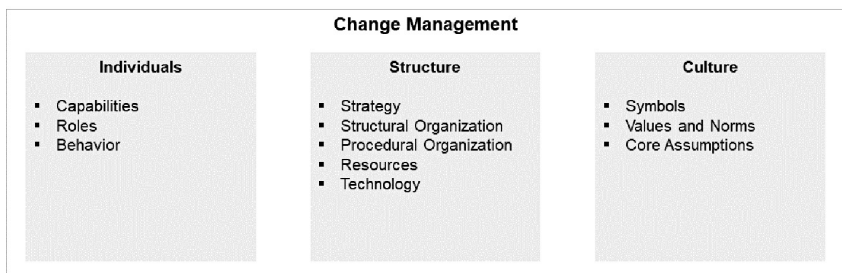 Change Management
Individuals
▪ Capabilities
▪ Roles
▪ Behavior
Structure
▪ Strategy
▪ Structural Organization
▪ Procedural Organization
▪ Resources
▪ Technology
Culture
▪ Symbols
▪ Values and Norms
▪ Core Assumptions